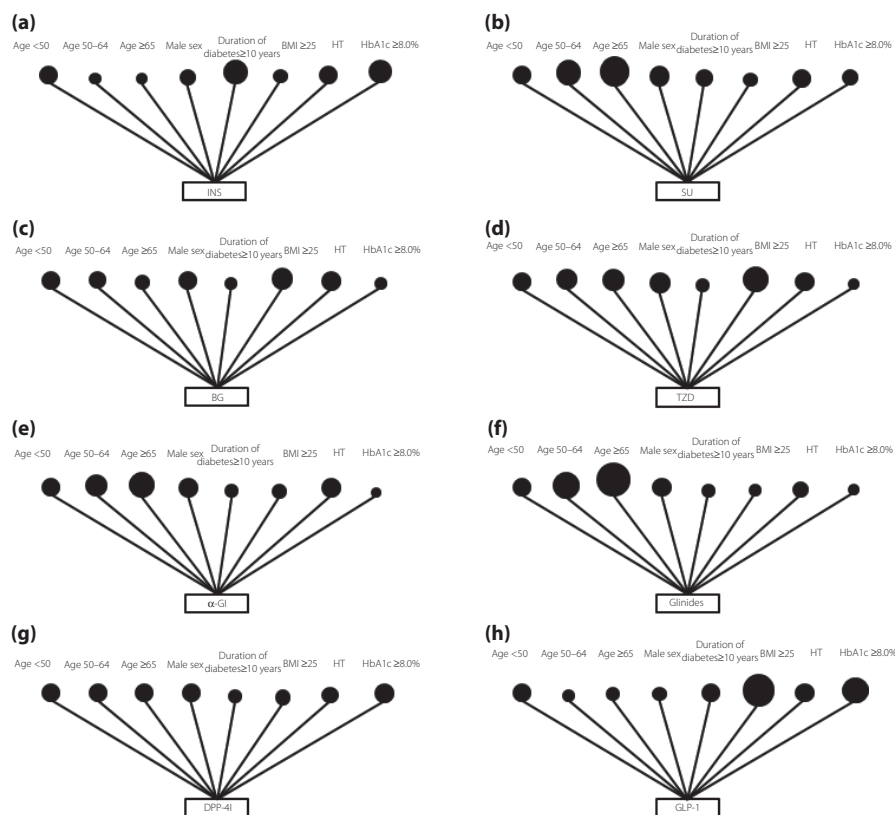 (a)
Age <50 Age 50–64 Age ≥65 Male sex Duration of diabetes≥10 years BMI ≥25 HT HbA1c ≥8.0%
INS
(b)
Age <50 Age 50–64 Age ≥65 Male sex Duration of diabetes≥10 years BMI ≥25 HT HbA1c ≥8.0%
SU
(c)
Age <50 Age 50–64 Age ≥65 Male sex Duration of diabetes≥10 years BMI ≥25 HT HbA1c ≥8.0%
BG
(d)
Age <50 Age 50–64 Age ≥65 Male sex Duration of diabetes≥10 years BMI ≥25 HT HbA1c ≥8.0%
TZD
(e)
Age <50 Age 50–64 Age ≥65 Male sex Duration of diabetes≥10 years BMI ≥25 HT HbA1c ≥8.0%
α-GI
(f)
Age <50 Age 50–64 Age ≥65 Male sex Duration of diabetes≥10 years BMI ≥25 HT HbA1c ≥8.0%
Glinides
(g)
Age <50 Age 50–64 Age ≥65 Male sex Duration of diabetes≥10 years BMI ≥25 HT HbA1c ≥8.0%
DPP-4I
(h)
Age <50 Age 50–64 Age ≥65 Male sex Duration of diabetes≥10 years BMI ≥25 HT HbA1c ≥8.0%
GLP-1